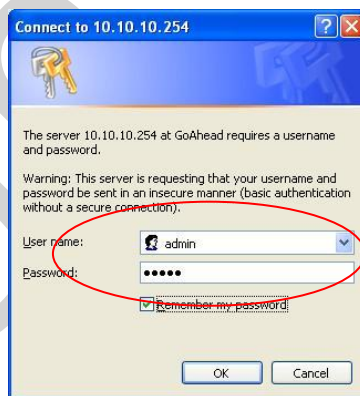 Connect to 10.10.10.254
The server 10.10.10.254 at GoAhead requires a username
and password.
Warning: This server is requesting that your username and
password be sent in an insecure manner (basic authentication
without a secure connection).
User name:
admin
Password:
•••••
Remember my password
OK
Cancel